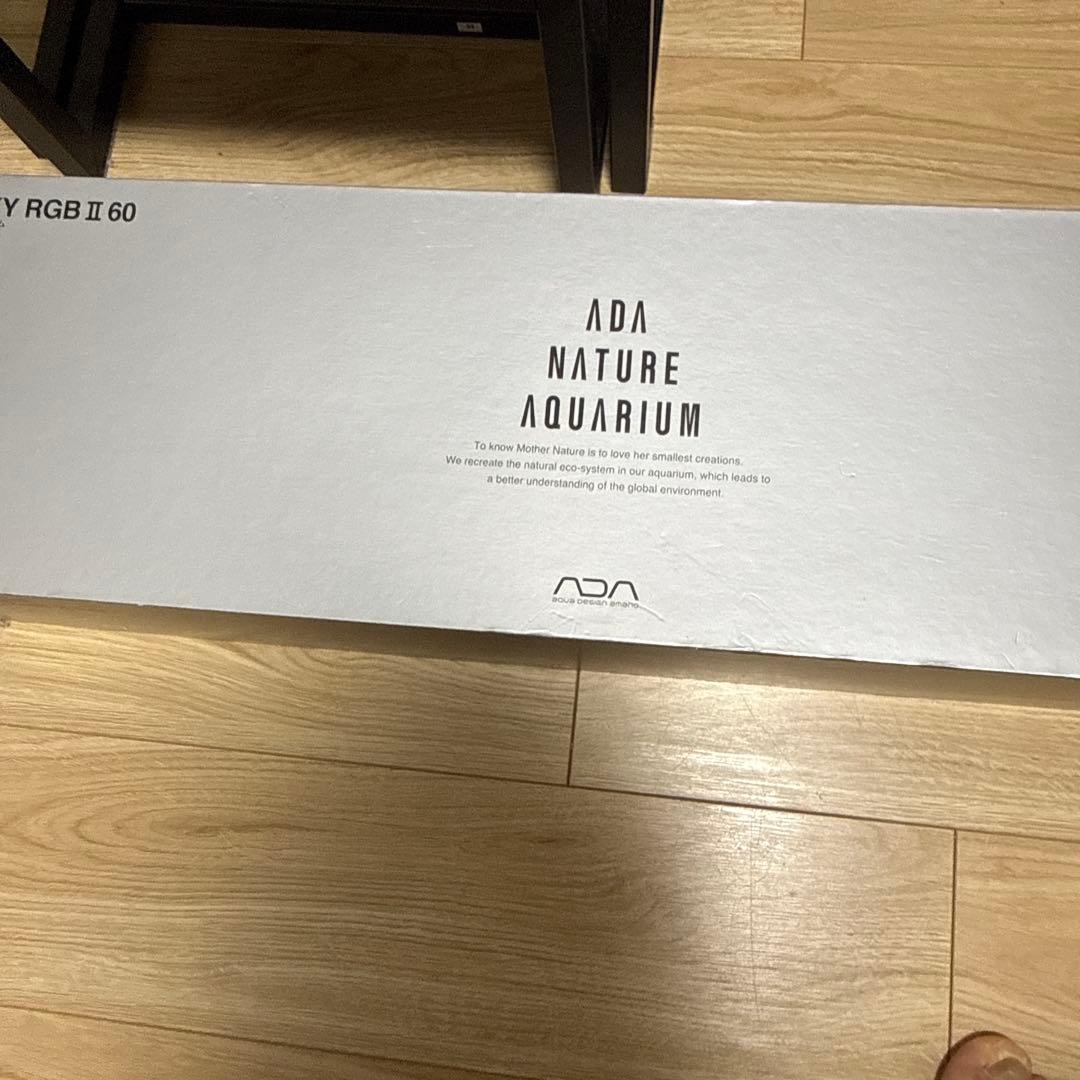 Y RGB II 60
ADA
NATURE
AQUARIUM
To know Mother Nature is to love her smallest creations.
We recreate the natural eco-system in our aquarium, which leads to
a better understanding of the global environment.
ADA
AQUA DESIGN AMANO